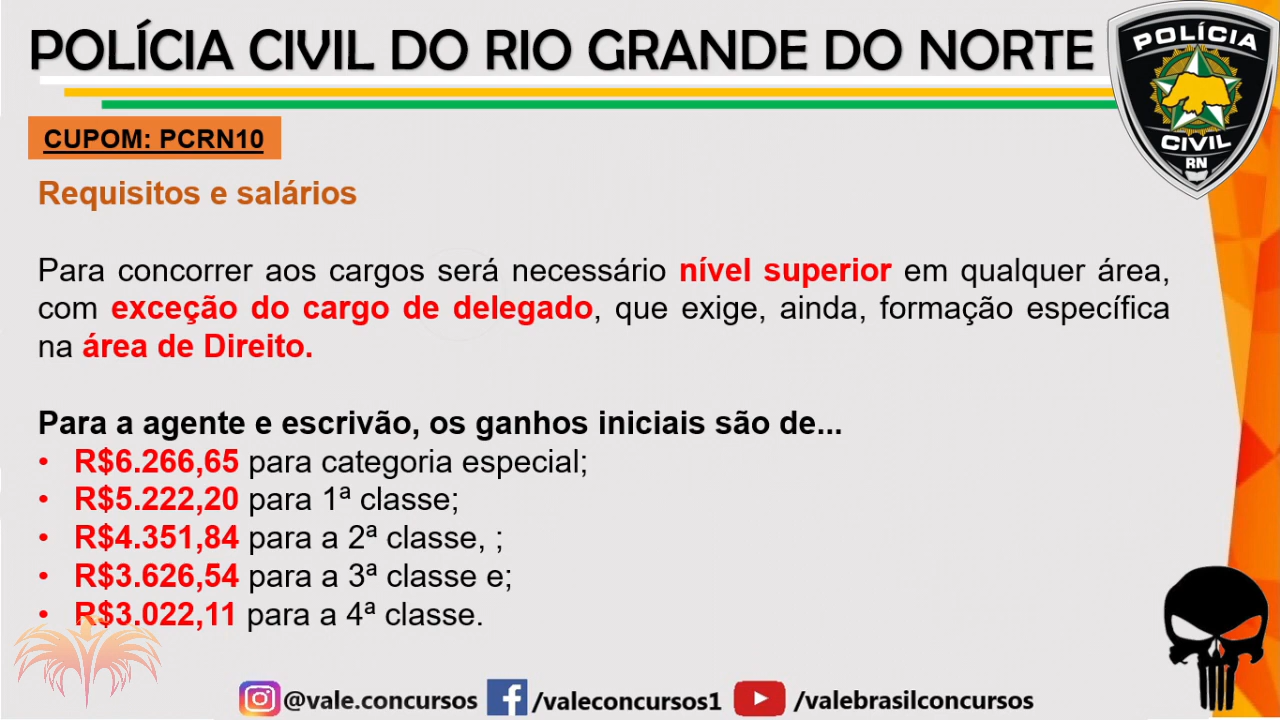 POLÍCIA CIVIL DO RIO GRANDE DO NORTE
POLÍCIA
CIVIL
RN
CUPOM: PCRN10
Requisitos e salários
Para concorrer aos cargos será necessário nível superior em qualquer área,
com exceção do cargo de delegado, que exige, ainda, formação específica
na área de Direito.
Para a agente e escrivão, os ganhos iniciais são de...
• R$6.266,65 para categoria especial;
• R$5.222,20 para 1ª classe;
• R$4.351,84 para a 2ª classe, ;
• R$3.626,54 para a 3ª classe e;
• R$3.022,11 para a 4ª classe.
@vale.concursos /valeconcursos1 /valebrasilconcursos